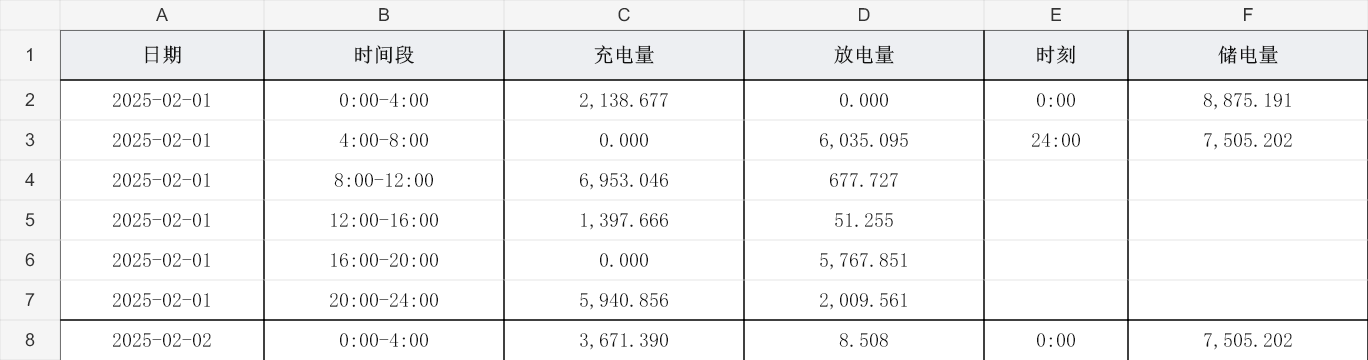 A B C D E F
1 日期 时间段 充电量 放电量 时刻 储电量
2 2025-02-01 0:00-4:00 2,138.677 0.000 0:00 8,875.191
3 2025-02-01 4:00-8:00 0.000 6,035.095 24:00 7,505.202
4 2025-02-01 8:00-12:00 6,953.046 677.727
5 2025-02-01 12:00-16:00 1,397.666 51.255
6 2025-02-01 16:00-20:00 0.000 5,767.851
7 2025-02-01 20:00-24:00 5,940.856 2,009.561
8 2025-02-02 0:00-4:00 3,671.390 8.508 0:00 7,505.202